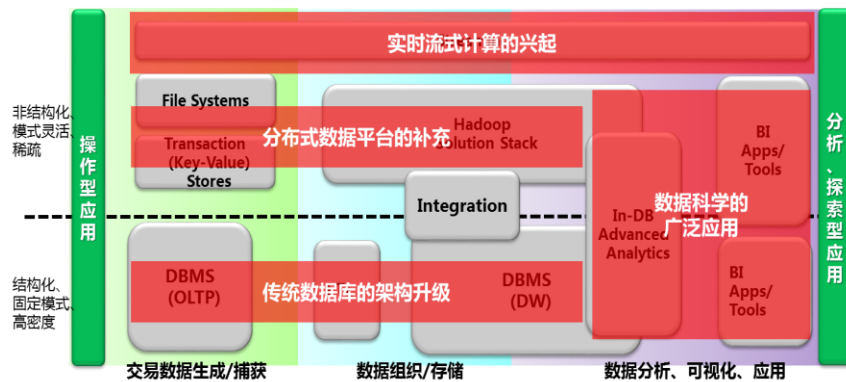 实时流式计算的兴起
File Systems
非结构化、
模式灵活、
稀疏
操作型应用
Transaction
(Key-Value)
Stores
分布式数据平台的补充
Hadoop
Solution Stack
BI
Apps/
Tools
分析、探索型应用
Integration
In-DB
Advanced
Analytics
数据科学的
广泛应用
结构化、
固定模式、
高密度
DBMS
(OLTP)
传统数据库的架构升级
DBMS
(DW)
BI
Apps/
Tools
交易数据生成/捕获
数据组织/存储
数据分析、可视化、应用